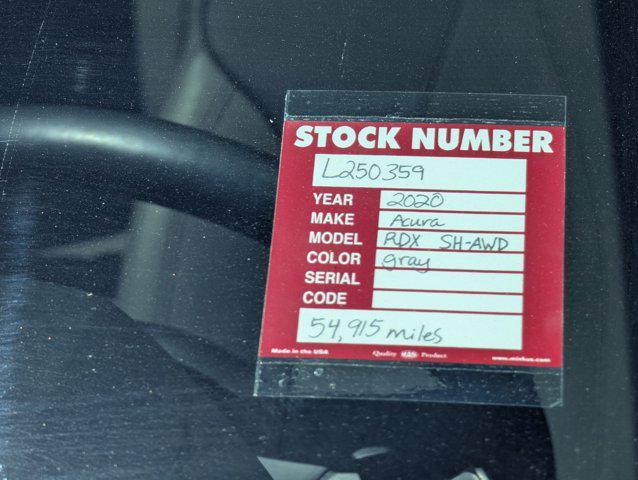 STOCK NUMBER
L250359
YEAR 2020
MAKE Acura
MODEL RDX SH-AWD
COLOR gray
SERIAL
CODE
54,915 miles
Made in the USA Quality Product